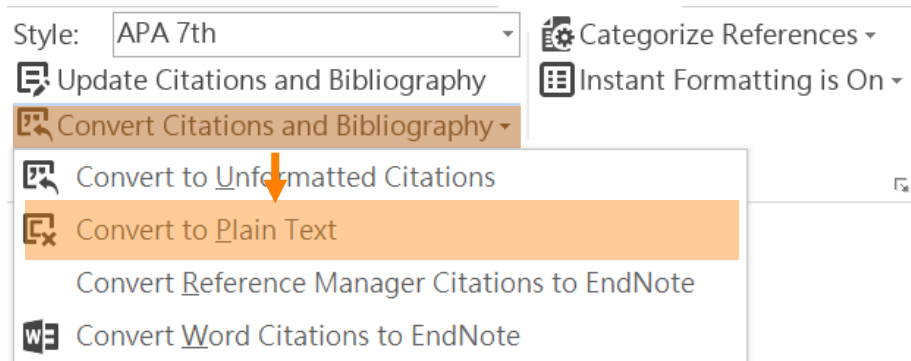 Style: APA 7th
Categorize References
Update Citations and Bibliography
Instant Formatting is On
Convert Citations and Bibliography
Convert to Unformatted Citations
Convert to Plain Text
Convert Reference Manager Citations to EndNote
Convert Word Citations to EndNote